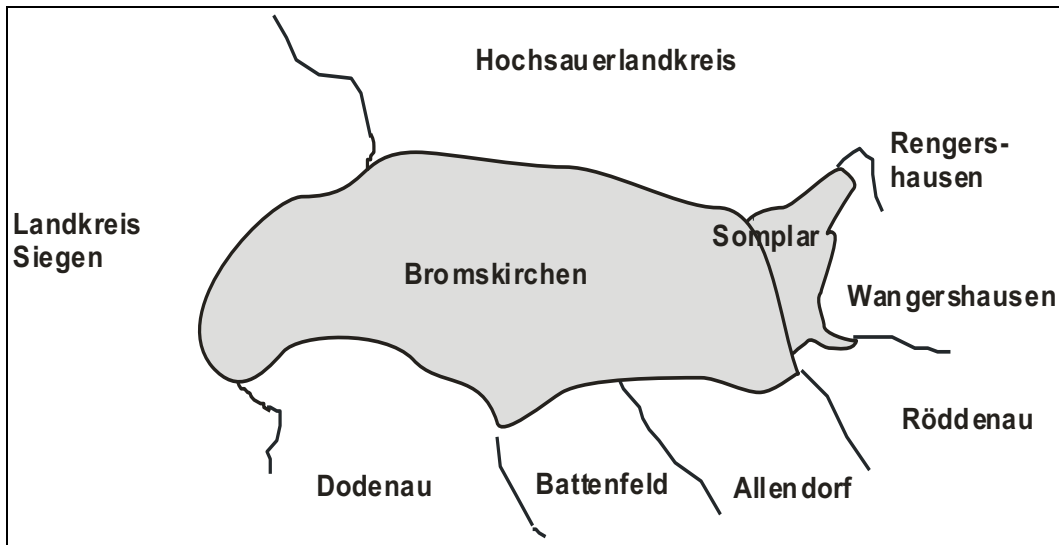 Hochsauerlandkreis
Rengers-
hausen
Landkreis
Siegen
Somplar
Bromskirchen
Wangershausen
Röddenau
Dodenau
Battenfeld
Allendorf